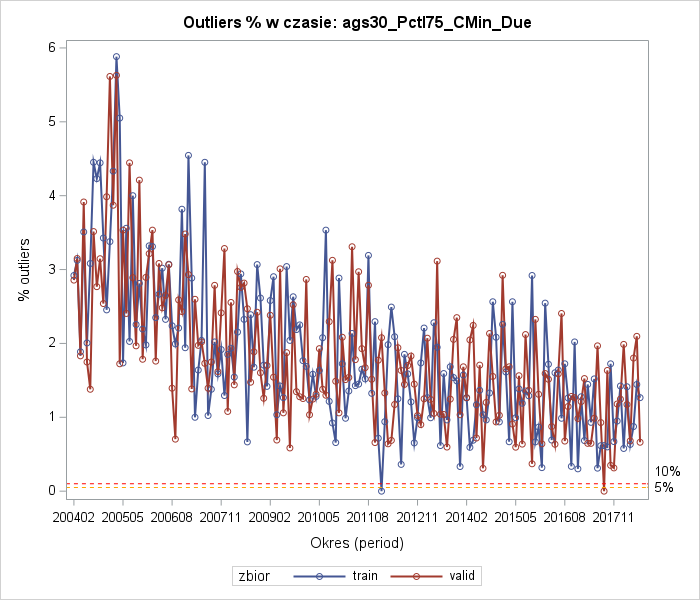 Outliers % w czasie: ags30_Pctl75_CMin_Due
% outliers
6
5
4
3
2
1
0
10%
5%
200402 200505 200608 200711 200902 201005 201108 201211 201402 201505 201608 201711
Okres (period)
zbior train valid